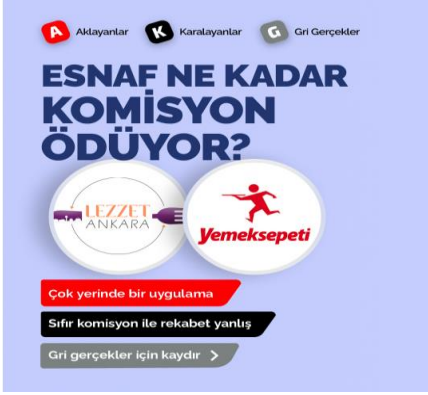 A Aklayanlar K Karalayanlar G Gri Gerçekler
ESNAF NE KADAR
KOMİSYON
ÖDÜYOR?
LEZZET
ANKARA
Yemeksepeti
Çok yerinde bir uygulama
Sıfır komisyon ile rekabet yanlış
Gri gerçekler için kaydır >